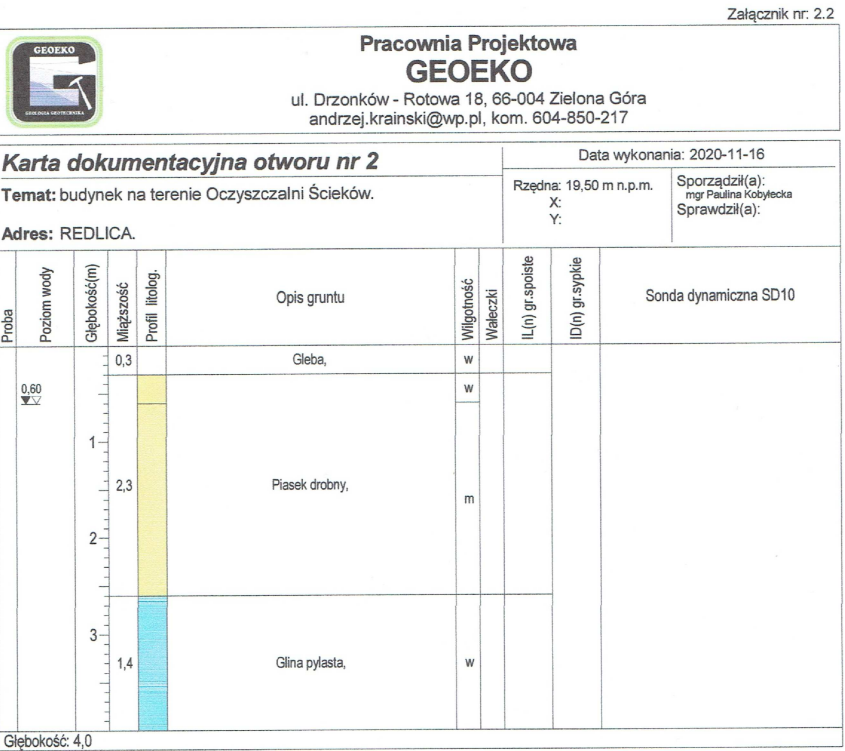 Załącznik nr: 2.2
GEOEKO
GEOLOGIA GEOTECHNIKA
Pracownia Projektowa
GEOEKO
ul. Drzonków - Rotowa 18, 66-004 Zielona Góra
andrzej.krainski@wp.pl, kom. 604-850-217
Karta dokumentacyjna otworu nr 2
Temat: budynek na terenie Oczyszczalni Ścieków.
Adres: REDLICA.
Data wykonania: 2020-11-16
Rzędna: 19,50 m n.p.m.
X:
Y:
Sporządził(a):
mgr Paulina Kobyłecka
Sprawdził(a):
Proba
Poziom wody
Głębokość(m)
Miąższość
Profil litolog.
Opis gruntu
Wilgotność
Wałeczki
IL(n) gr.spoiste
ID(n) gr.sypkie
Sonda dynamiczna SD10
0,3 Gleba, w
0,60 w
1
2,3 Piasek drobny, m
2
3
1,4 Glina pylasta, w
Głębokość: 4,0